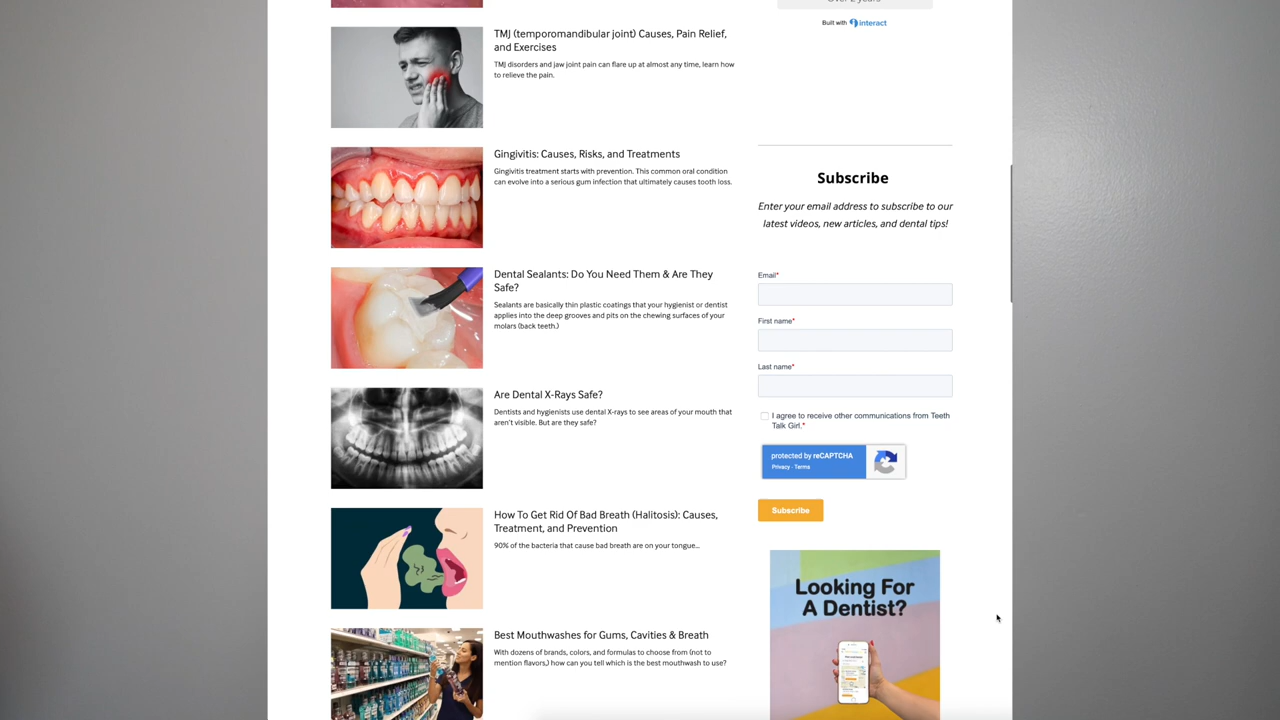 Over 2 years
Built with interact
TMJ (temporomandibular joint) Causes, Pain Relief,
and Exercises
TMJ disorders and jaw joint pain can flare up at almost any time, learn how
to relieve the pain.
Gingivitis: Causes, Risks, and Treatments
Gingivitis treatment starts with prevention. This common oral condition
can evolve into a serious gum infection that ultimately causes tooth loss.
Dental Sealants: Do You Need Them & Are They
Safe?
Sealants are basically thin plastic coatings that your hygienist or dentist
applies into the deep grooves and pits on the chewing surfaces of your
molars (back teeth.)
Are Dental X-Rays Safe?
Dentists and hygienists use dental X-rays to see areas of your mouth that
aren't visible. But are they safe?
How To Get Rid Of Bad Breath (Halitosis): Causes,
Treatment, and Prevention
90% of the bacteria that cause bad breath are on your tongue...
Best Mouthwashes for Gums, Cavities & Breath
With dozens of brands, colors, and formulas to choose from (not to
mention flavors,) how can you tell which is the best mouthwash to use?
Subscribe
Enter your email address to subscribe to our
latest videos, new articles, and dental tips!
Email*
First name*
Last name*
I agree to receive other communications from Teeth
Talk Girl.*
protected by reCAPTCHA
Privacy - Terms
Subscribe
Looking For
A Dentist?